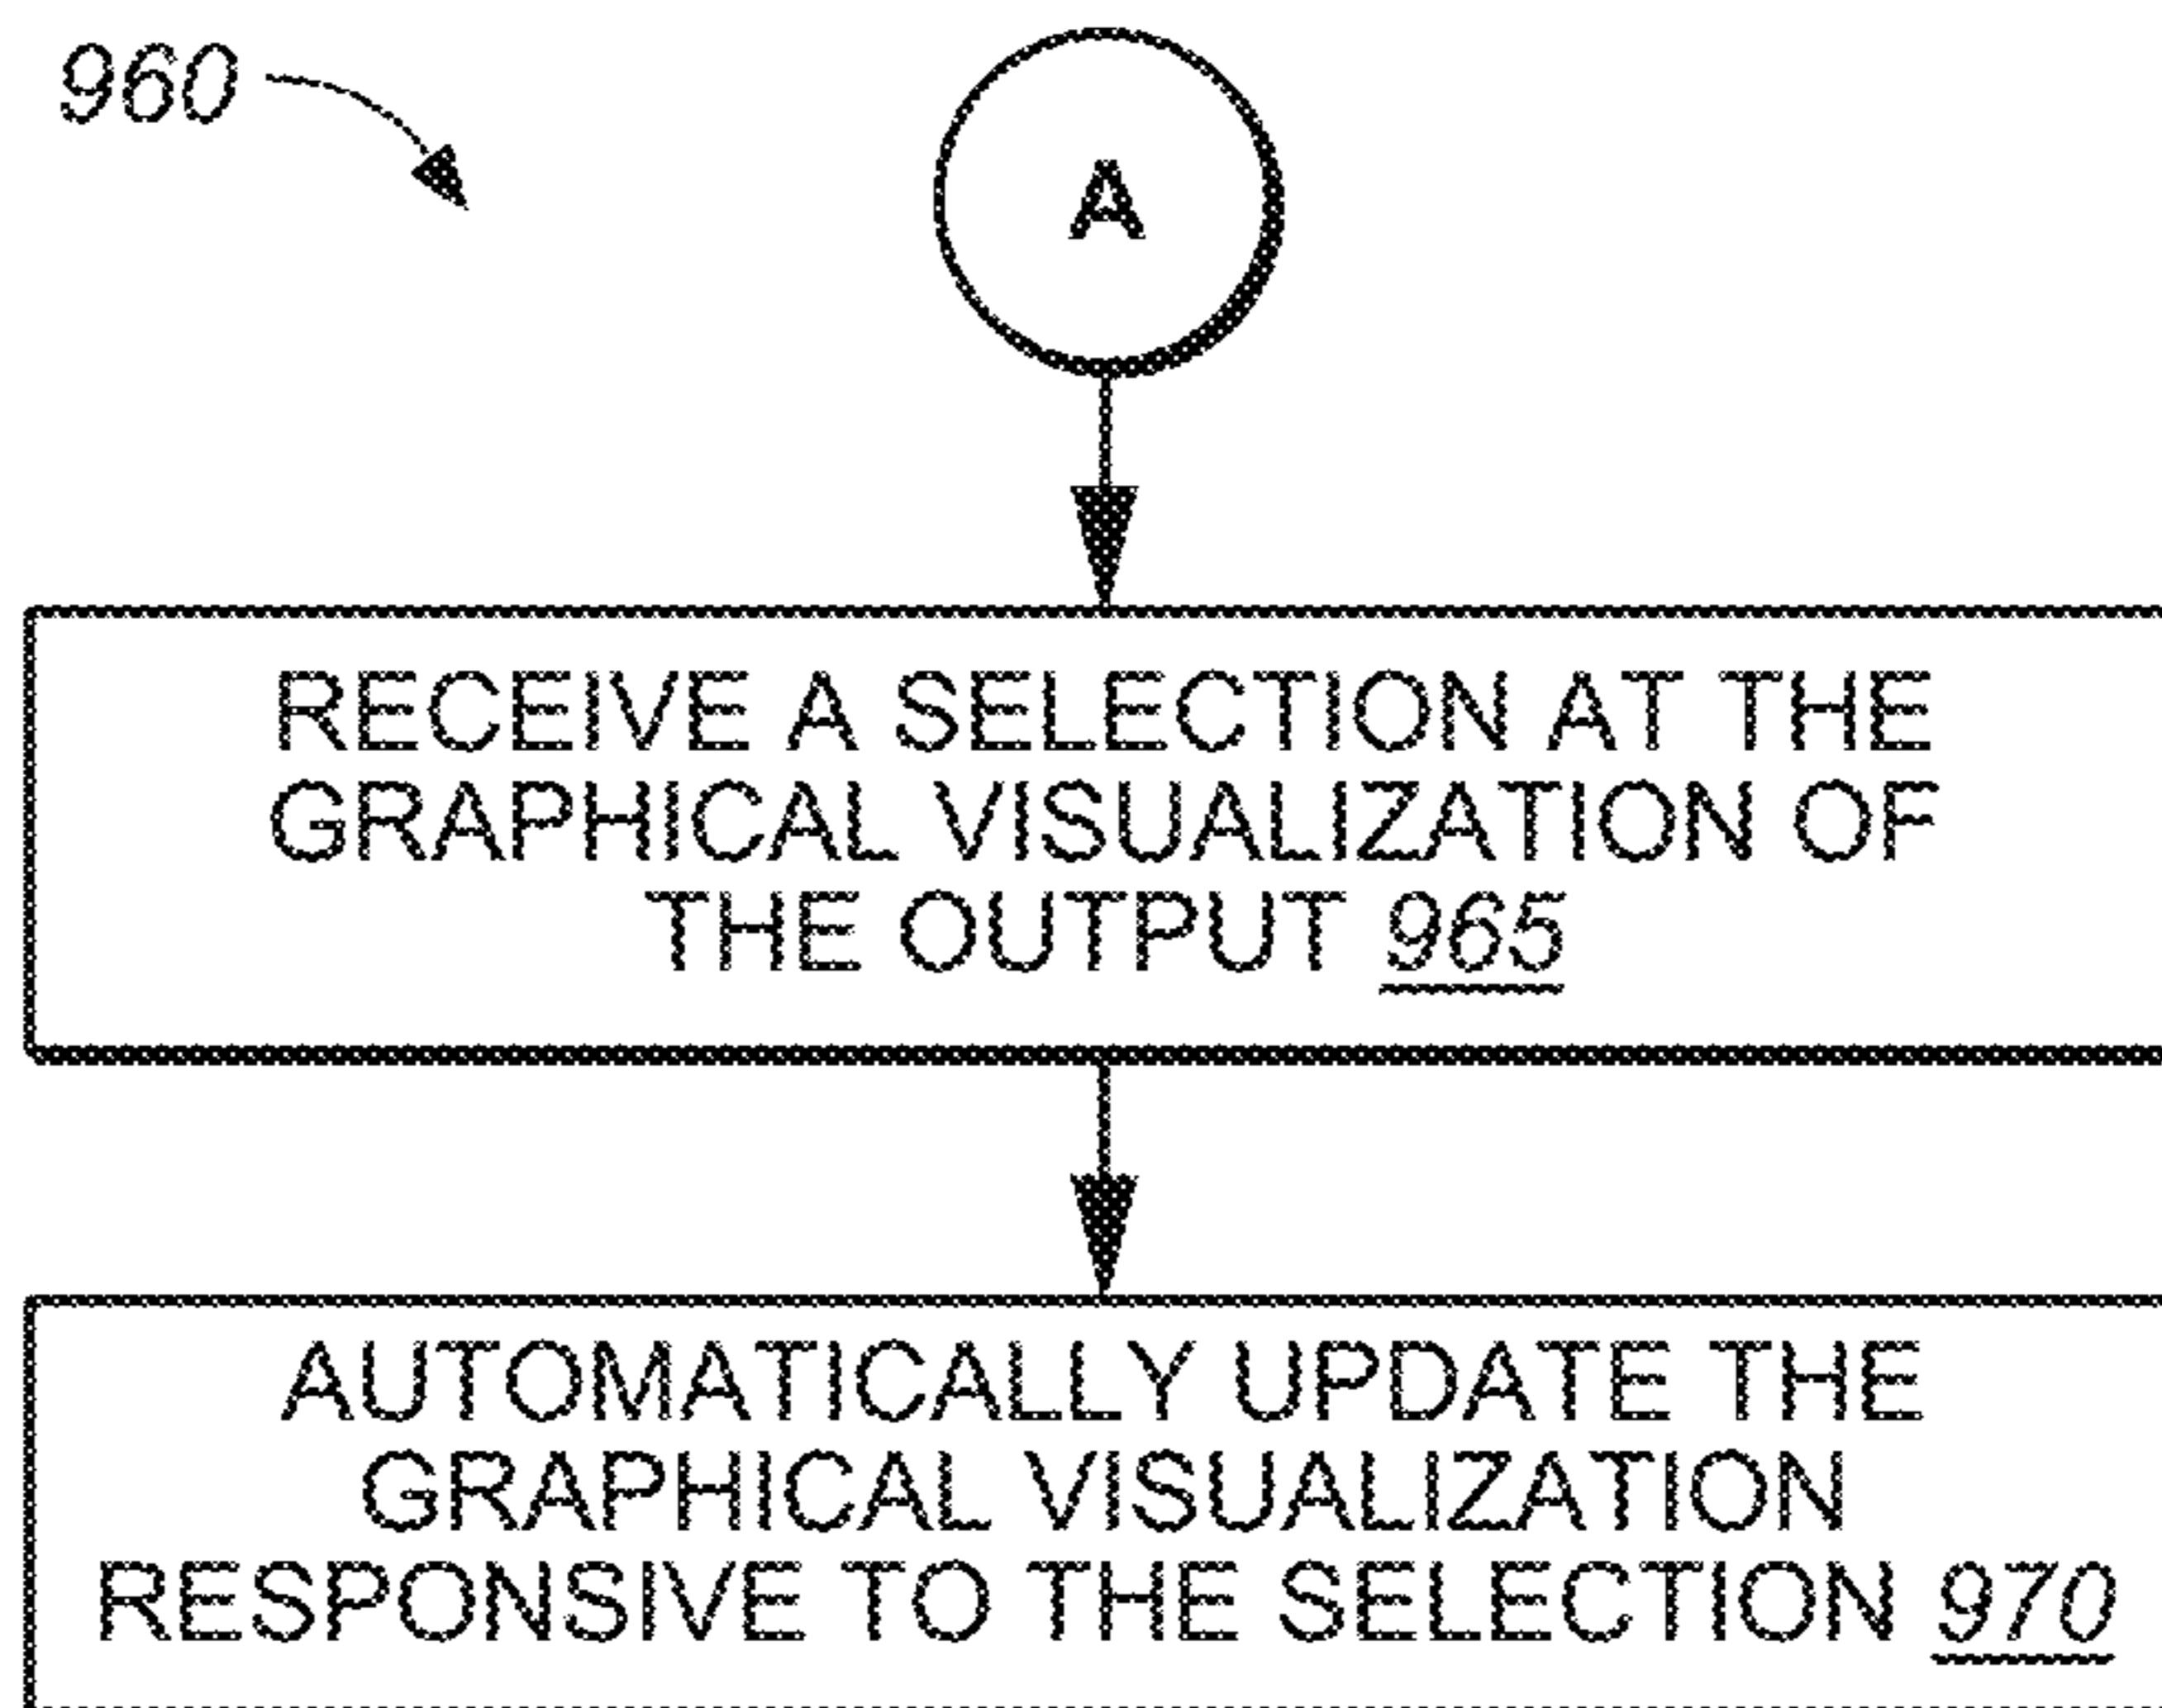 960
A
RECEIVE A SELECTION AT THE
GRAPHICAL VISUALIZATION OF
THE OUTPUT 965
AUTOMATICALLY UPDATE THE
GRAPHICAL VISUALIZATION
RESPONSIVE TO THE SELECTION 970